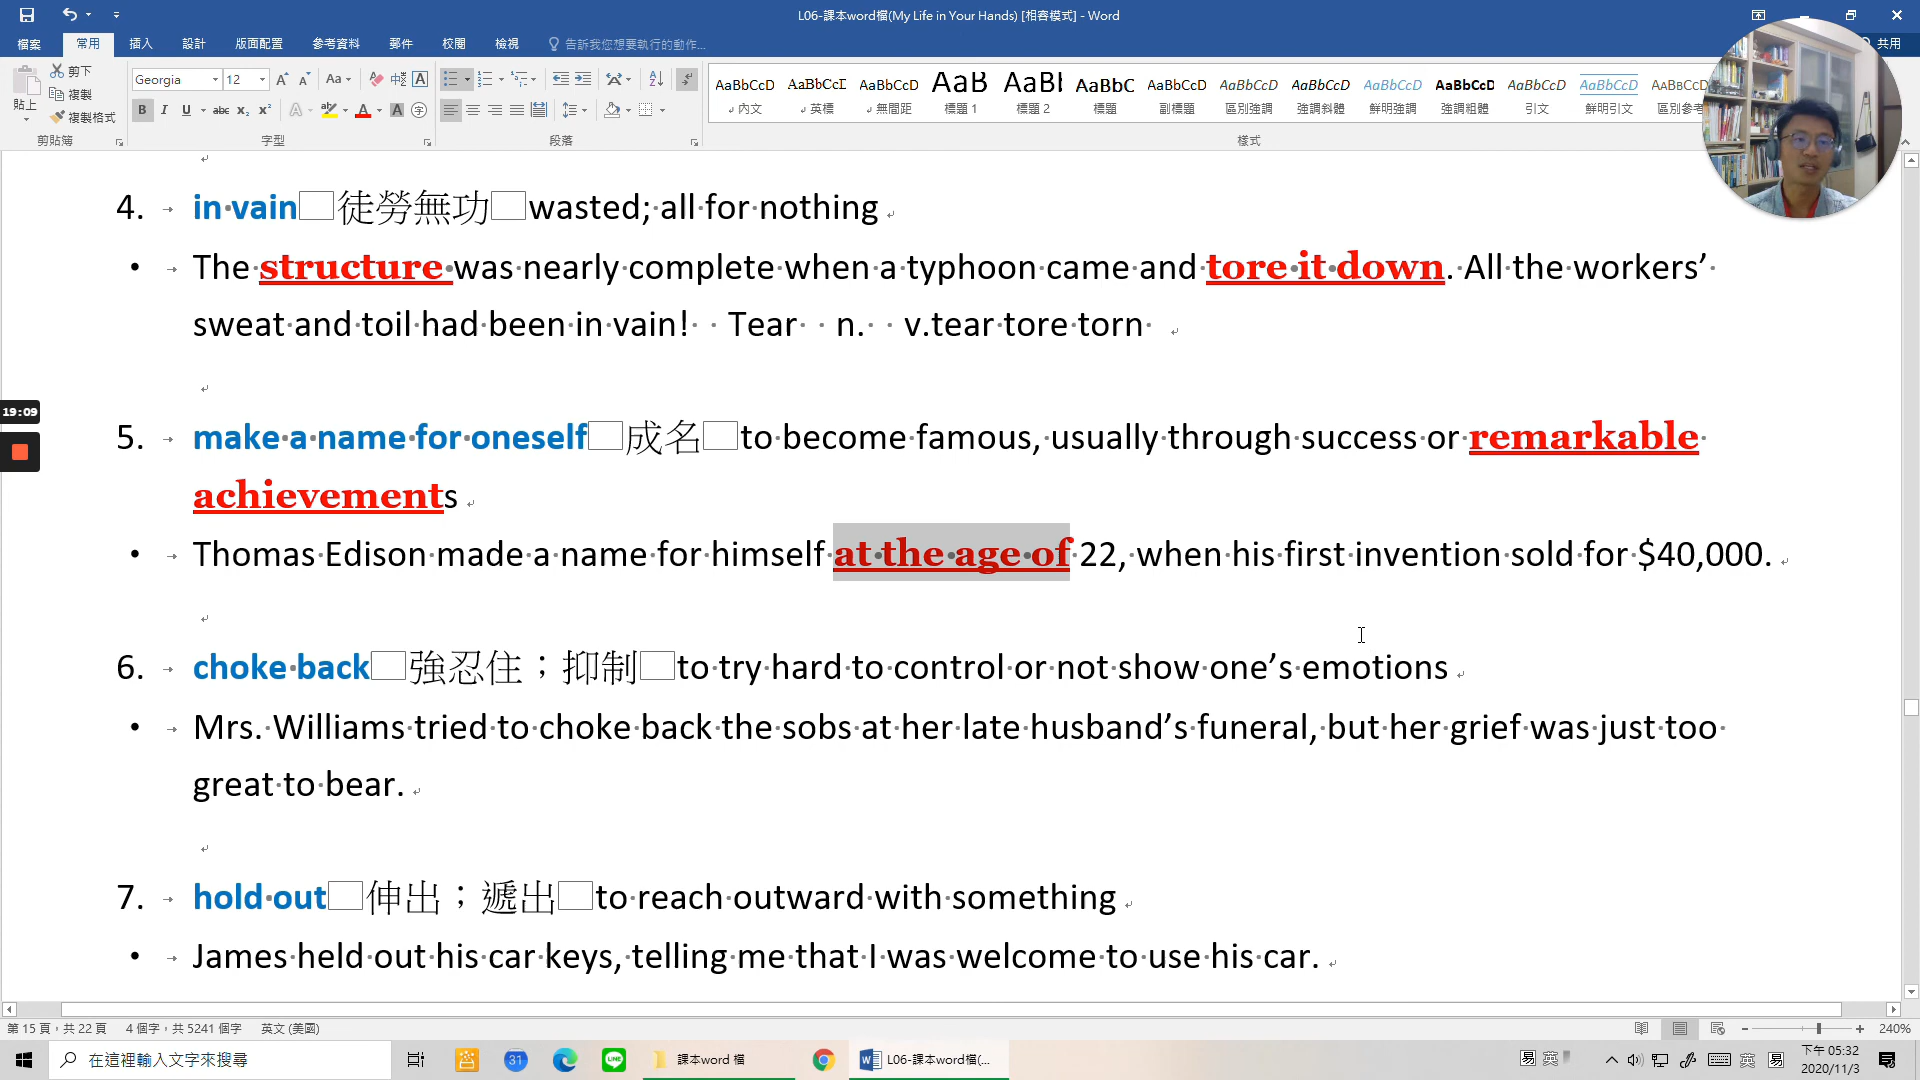 L06-課本word檔(My Life in Your Hands) [相容模式] - Word
檔案 常用 插入 設計 版面配置 參考資料 郵件 校閱 檢視 告訴我您想要執行的動作... 共用
貼上 剪下 複製 複製格式
Georgia 12
AaBbCcD AaBbCcD AaBbCcD AaB AaBl AaBbC AaBbCcD AaBbCcD AaBbCcD AaBbCcD AaBbCcD AaBbCcD AaBbCcD AaBbCcD
內文 英標 無間距 標題 1 標題 2 標題 副標題 區別強調 強調斜體 鮮明強調 強調粗體 引文 鮮明引文 區別參考
剪貼簿 字型 段落 樣式
4. in vain 徒勞無功 wasted; all for nothing
• The structure was nearly complete when a typhoon came and tore it down. All the workers’
sweat and toil had been in vain! Tear n. v.tear tore torn
19:09
5. make a name for oneself 成名 to become famous, usually through success or remarkable
achievements
• Thomas Edison made a name for himself at the age of 22, when his first invention sold for $40,000.
6. choke back 強忍住；抑制 to try hard to control or not show one’s emotions
• Mrs. Williams tried to choke back the sobs at her late husband’s funeral, but her grief was just too
great to bear.
7. hold out 伸出；遞出 to reach outward with something
• James held out his car keys, telling me that I was welcome to use his car.
第 15 頁，共 22 頁 4 個字，共 5241 個字 英文 (美國) 240%
在這裡輸入文字來搜尋 31 LINE 課本word 檔 L06-課本word檔(... 英 英 下午 05:32
2020/11/3